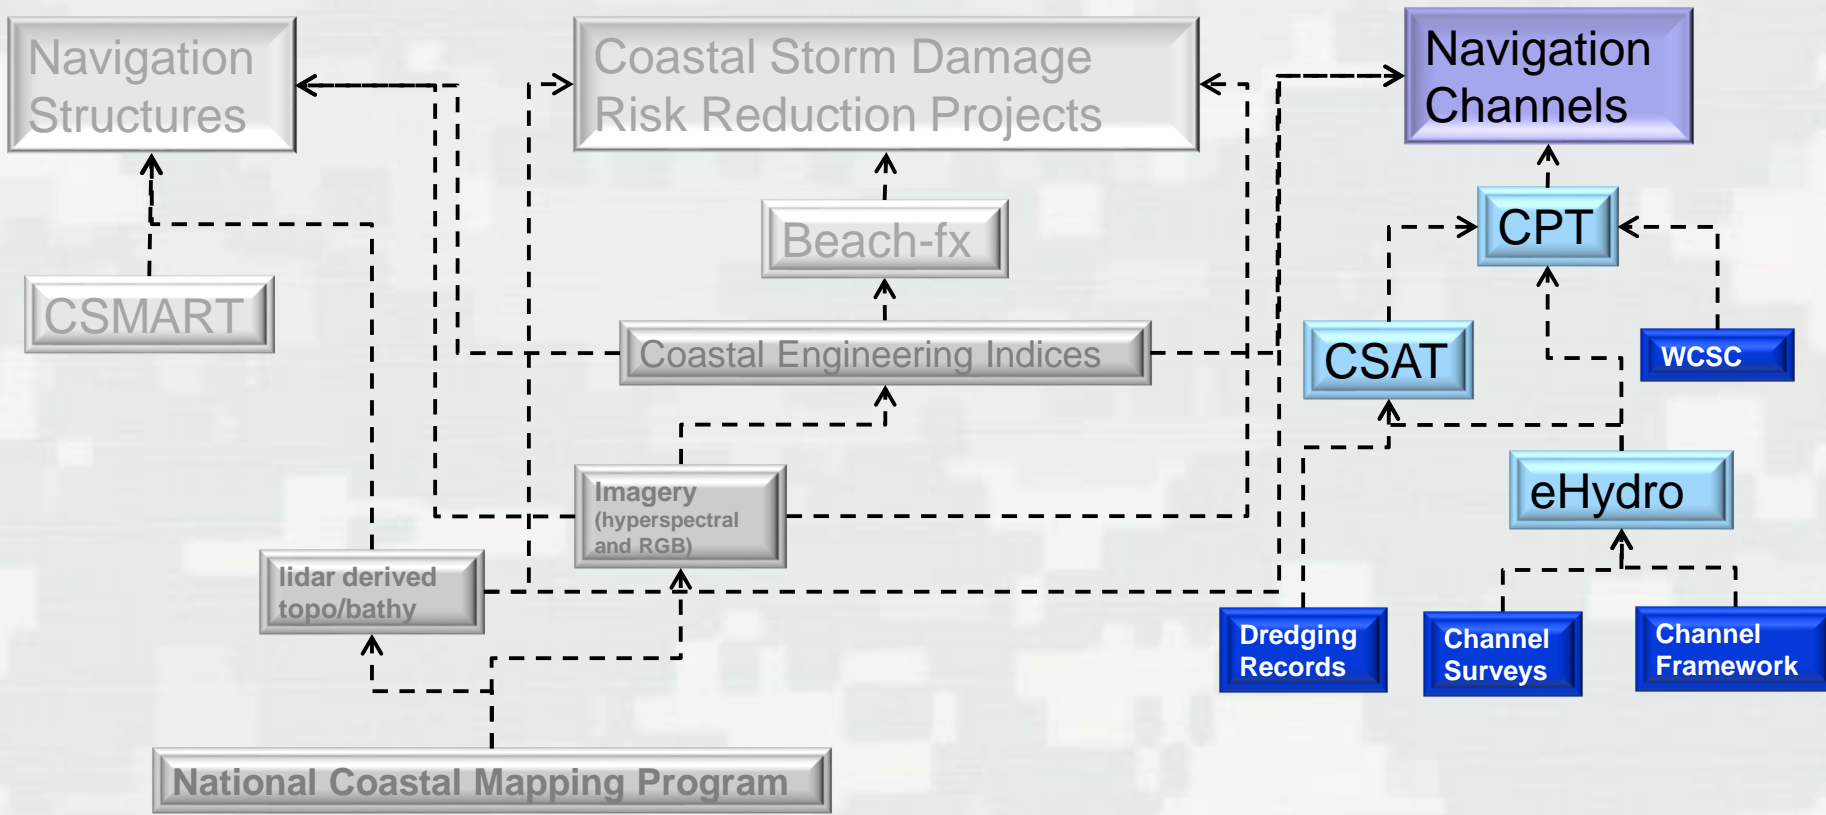 Navigation
Structures
Coastal Storm Damage
Risk Reduction Projects
Navigation
Channels
CPT
Beach-fx
CSMART
Coastal Engineering Indices
CSAT
WCSC
Imagery
(hyperspectral
and RGB)
eHydro
lidar derived
topo/bathy
Dredging
Records
Channel
Surveys
Channel
Framework
National Coastal Mapping Program